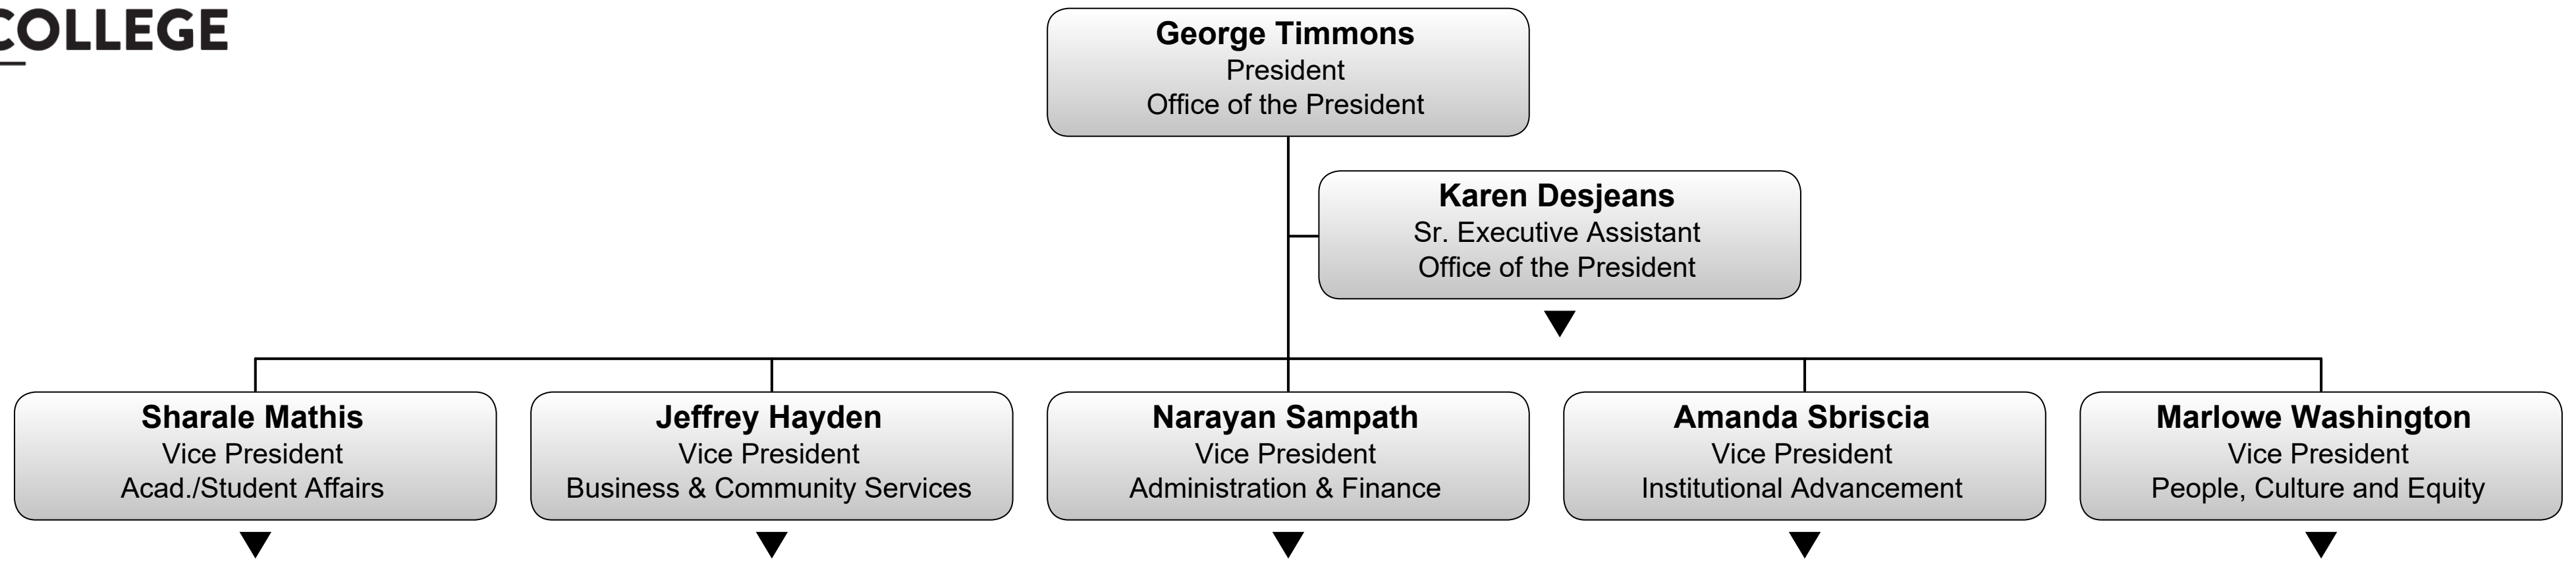 COLLEGE
George Timmons
President
Office of the President
Karen Desjeans
Sr. Executive Assistant
Office of the President
Sharale Mathis
Vice President
Acad./Student Affairs
Jeffrey Hayden
Vice President
Business & Community Services
Narayan Sampath
Vice President
Administration & Finance
Amanda Sbriscia
Vice President
Institutional Advancement
Marlowe Washington
Vice President
People, Culture and Equity